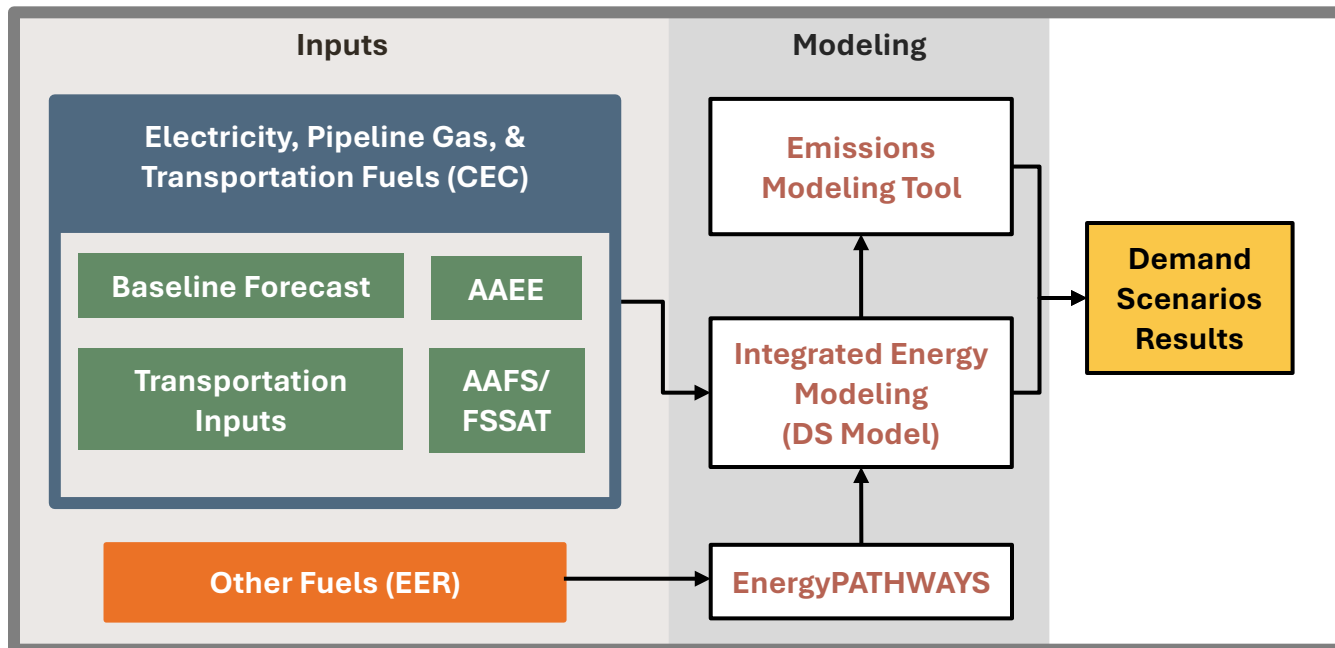 Inputs
Modeling
Electricity, Pipeline Gas, &
Transportation Fuels (CEC)
Baseline Forecast
AAEE
Transportation
Inputs
AAFS/
FSSAT
Other Fuels (EER)
Emissions
Modeling Tool
Integrated Energy
Modeling
(DS Model)
EnergyPATHWAYS
Demand
Scenarios
Results